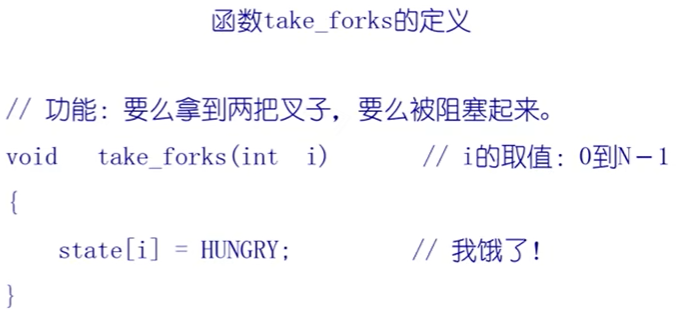 函数take_forks的定义
// 功能: 要么拿到两把叉子, 要么被阻塞起来。
void take_forks(int i) // i的取值: 0到N-1
{
state[i] = HUNGRY; // 我饿了!
}